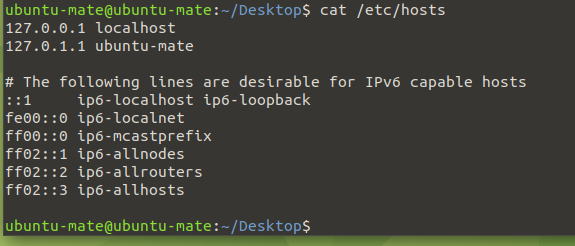 ubuntu-mate@ubuntu-mate:~/Desktop$ cat /etc/hosts
127.0.0.1 localhost
127.0.1.1 ubuntu-mate

# The following lines are desirable for IPv6 capable hosts
::1     ip6-localhost ip6-loopback
fe00::0 ip6-localnet
ff00::0 ip6-mcastprefix
ff02::1 ip6-allnodes
ff02::2 ip6-allrouters
ff02::3 ip6-allhosts

ubuntu-mate@ubuntu-mate:~/Desktop$